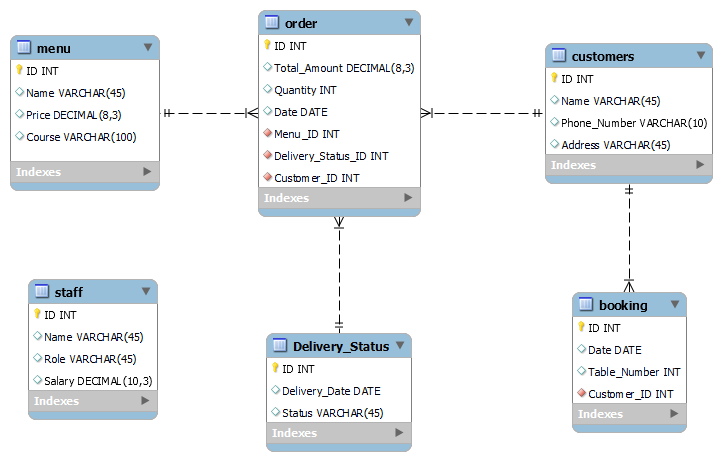 menu
ID INT
Name VARCHAR(45)
Price DECIMAL(8,3)
Course VARCHAR(100)
Indexes
order
ID INT
Total_Amount DECIMAL(8,3)
Quantity INT
Date DATE
Menu_ID INT
Delivery_Status_ID INT
Customer_ID INT
Indexes
customers
ID INT
Name VARCHAR(45)
Phone_Number VARCHAR(10)
Address VARCHAR(45)
Indexes
staff
ID INT
Name VARCHAR(45)
Role VARCHAR(45)
Salary DECIMAL(10,3)
Indexes
Delivery_Status
ID INT
Delivery_Date DATE
Status VARCHAR(45)
Indexes
booking
ID INT
Date DATE
Table_Number INT
Customer_ID INT
Indexes